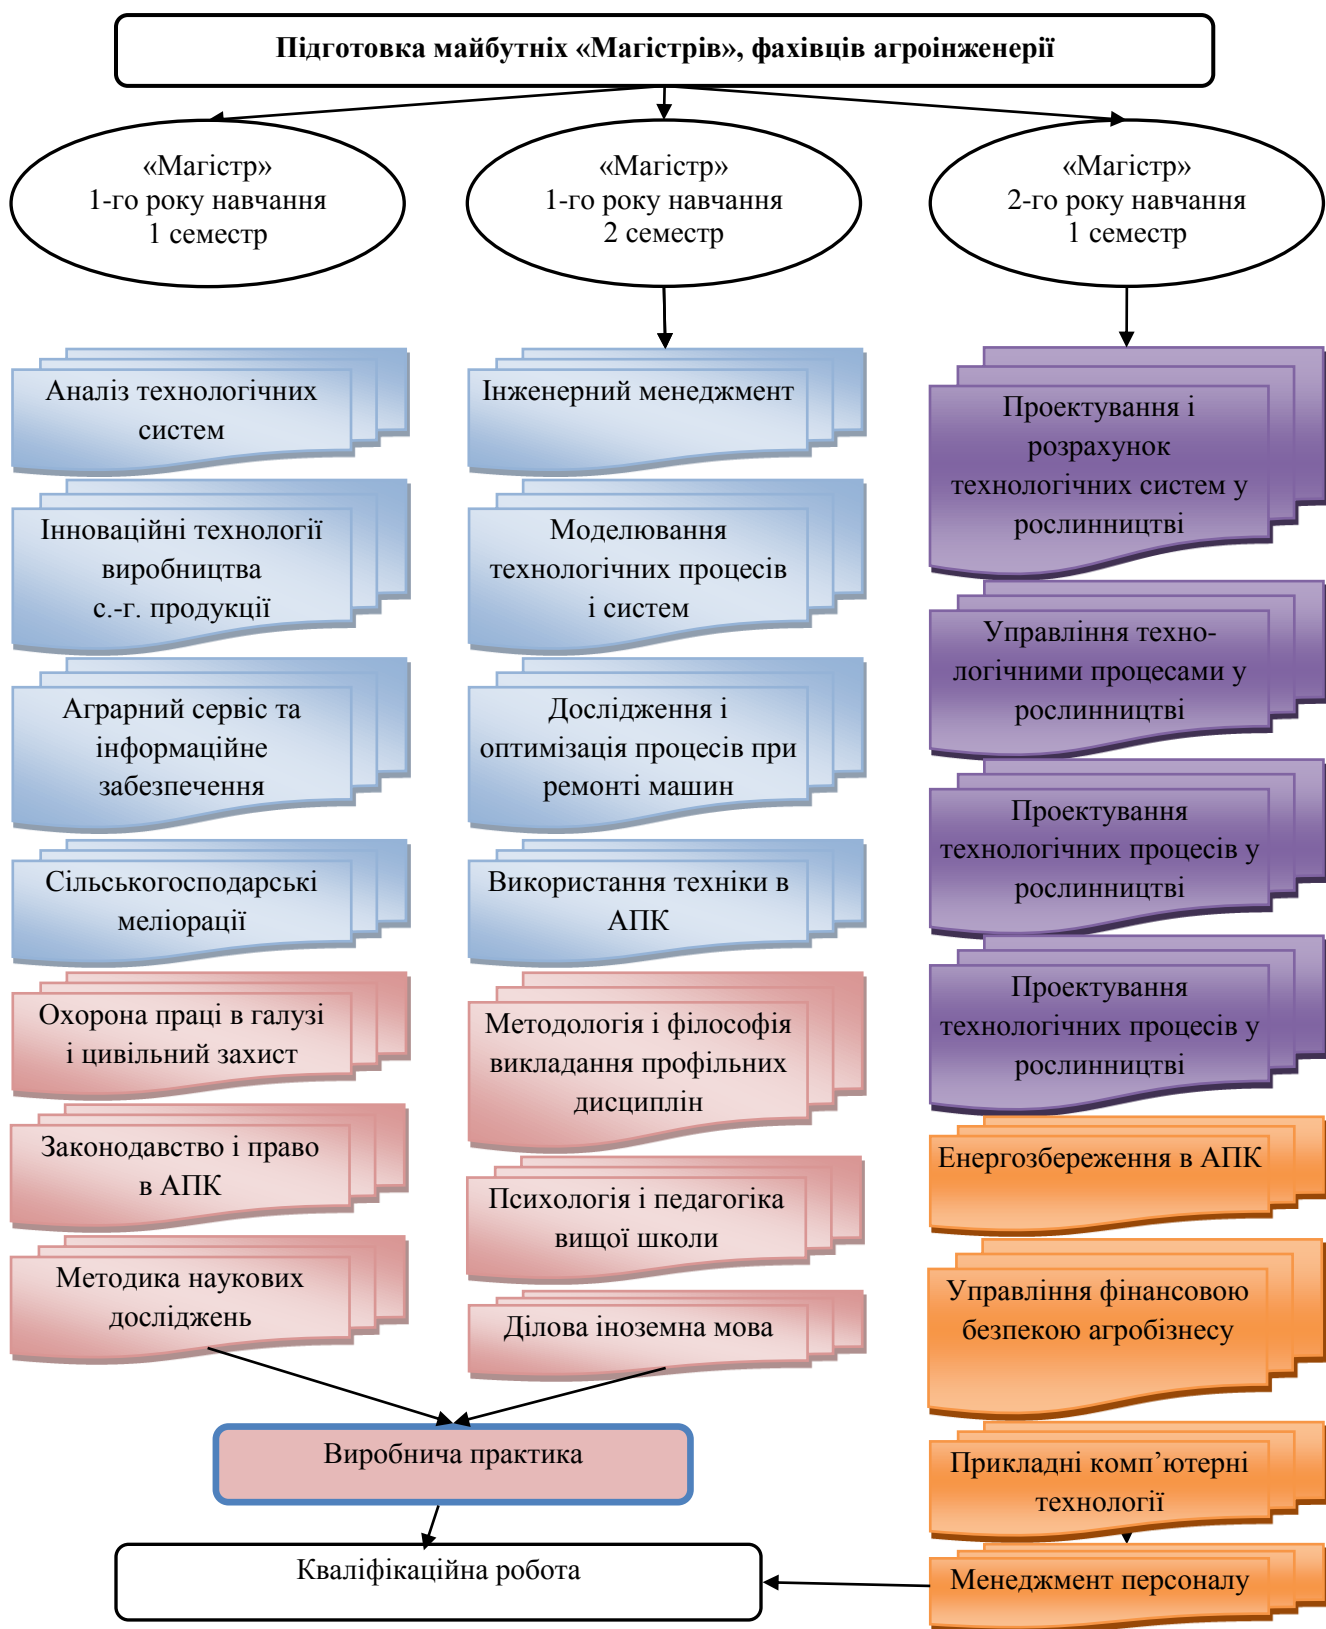 Підготовка майбутніх «Магістрів», фахівців агроінженерії
«Магістр»
1-го року навчання
1 семестр
«Магістр»
1-го року навчання
2 семестр
«Магістр»
2-го року навчання
1 семестр
Аналіз технологічних
систем
Інноваційні технології
виробництва
с.-г. продукції
Аграрний сервіс та
інформаційне
забезпечення
Сільськогосподарські
меліорації
Охорона праці в галузі
і цивільний захист
Законодавство і право
в АПК
Методика наукових
досліджень
Інженерний менеджмент
Моделювання
технологічних процесів
і систем
Дослідження і
оптимізація процесів при
ремонті машин
Використання техніки в
АПК
Методологія і філософія
викладання профільних
дисциплін
Психологія і педагогіка
вищої школи
Ділова іноземна мова
Проектування і
розрахунок
технологічних систем у
рослинництві
Управління техно-
логічними процесами у
рослинництві
Проектування
технологічних процесів у
рослинництві
Проектування
технологічних процесів у
рослинництві
Енергозбереження в АПК
Управління фінансовою
безпекою агробізнесу
Прикладні комп’ютерні
технології
Менеджмент персоналу
Виробнича практика
Кваліфікаційна робота